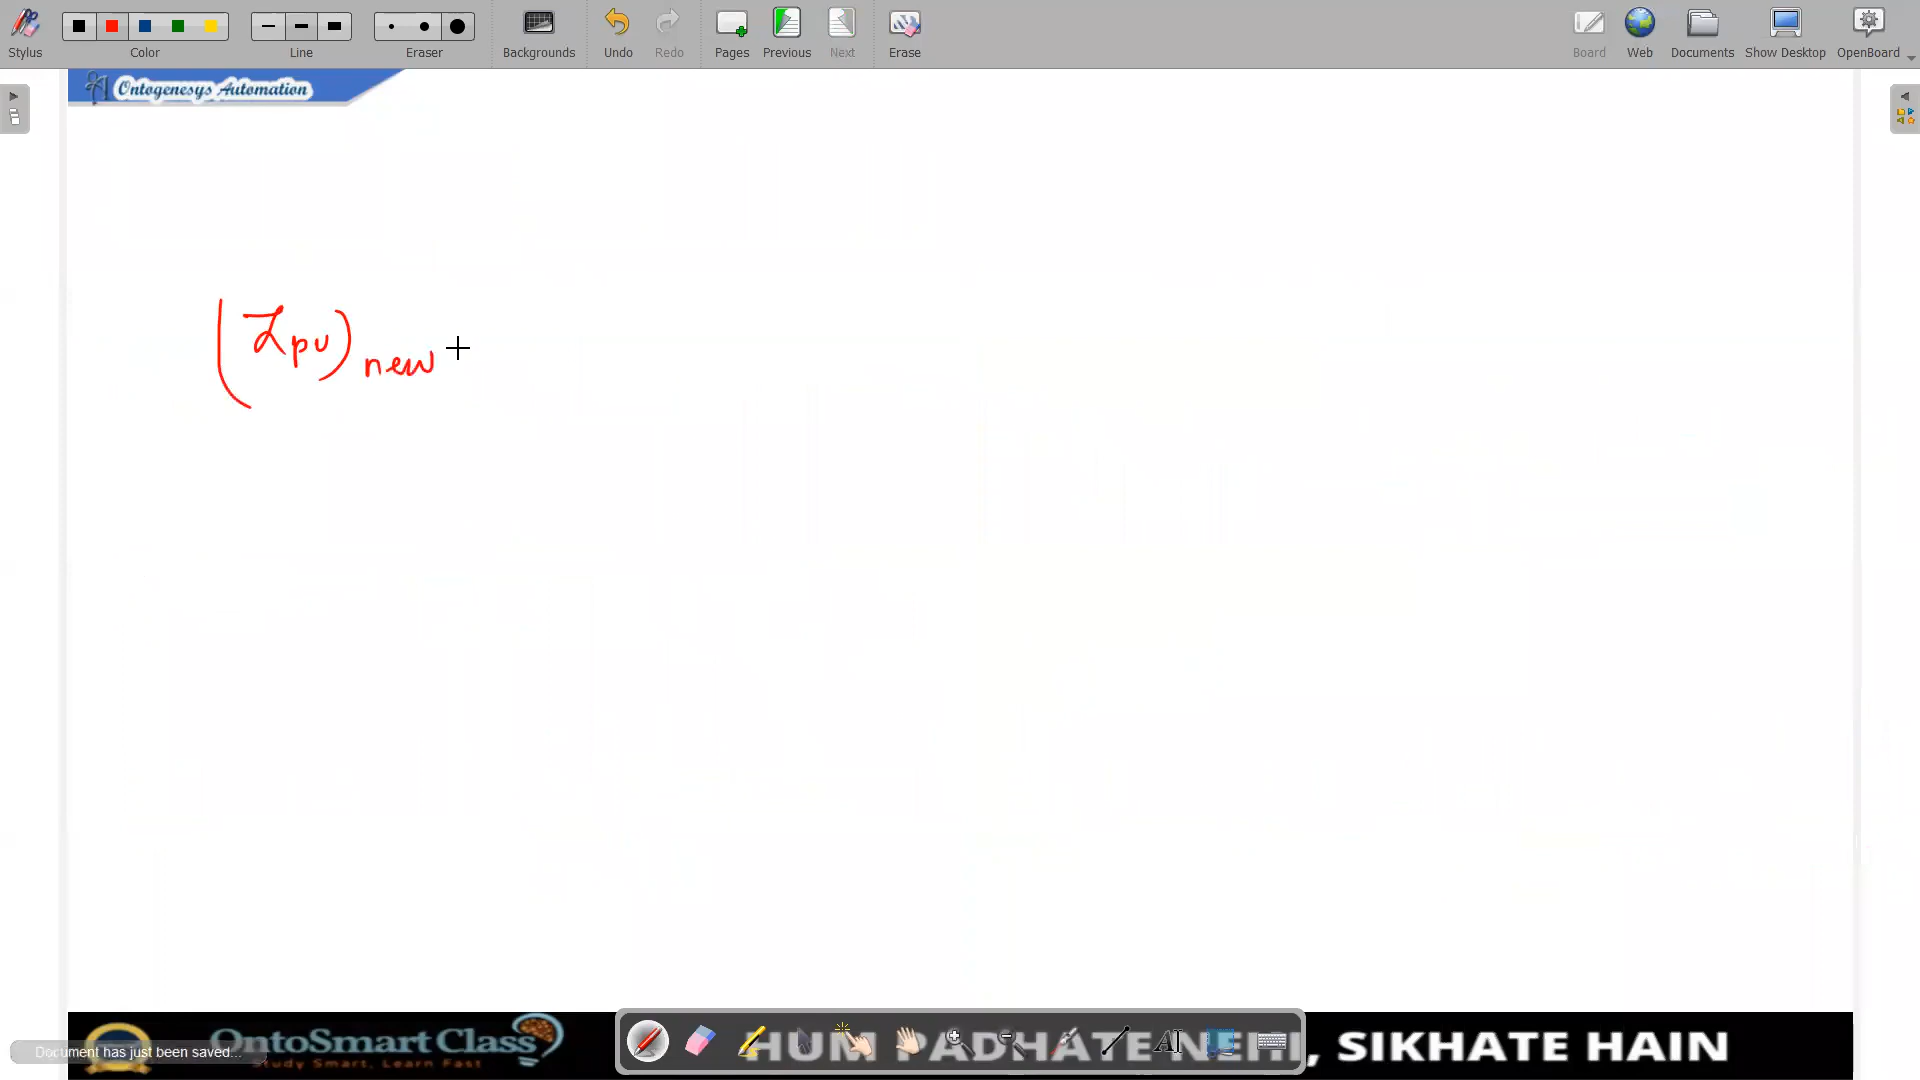 Stylus Color Line Eraser Backgrounds Undo Redo Pages Previous Next Erase Board Web Documents Show Desktop OpenBoard
Ontogenesys Automation
(Zpu)new
OntoSmart Class
Study Smart, Learn Fast
HUM PADHATE NEHI, SIKHATE HAIN
Document has just been saved...